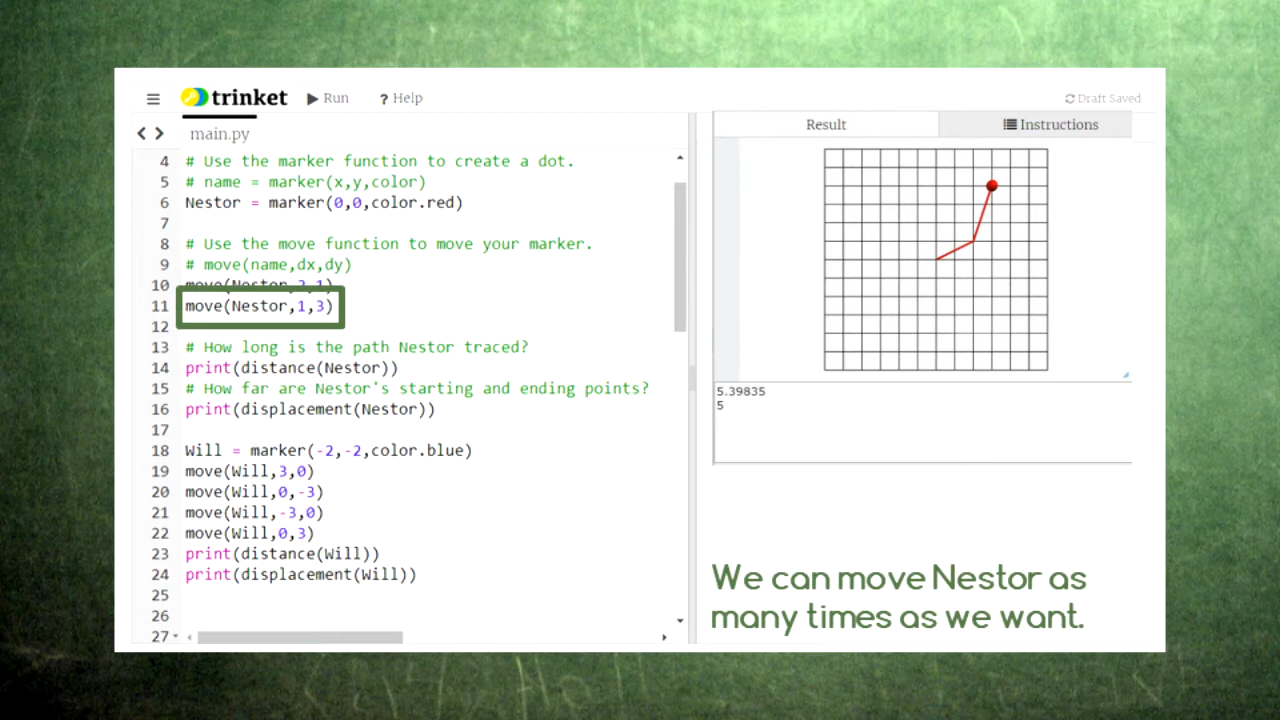 trinket Run ? Help Draft Saved
main.py
Result Instructions
4 # Use the marker function to create a dot.
5 # name = marker(x,y,color)
6 Nestor = marker(0,0,color.red)
7
8 # Use the move function to move your marker.
9 # move(name,dx,dy)
10 move(Nestor,2,1)
11 move(Nestor,1,3)
12
13 # How long is the path Nestor traced?
14 print(distance(Nestor))
15 # How far are Nestor's starting and ending points?
16 print(displacement(Nestor))
17
18 Will = marker(-2,-2,color.blue)
19 move(Will,3,0)
20 move(Will,0,-3)
21 move(Will,-3,0)
22 move(Will,0,3)
23 print(distance(Will))
24 print(displacement(Will))
25
26
27
5.39835
5
We can move Nestor as
many times as we want.